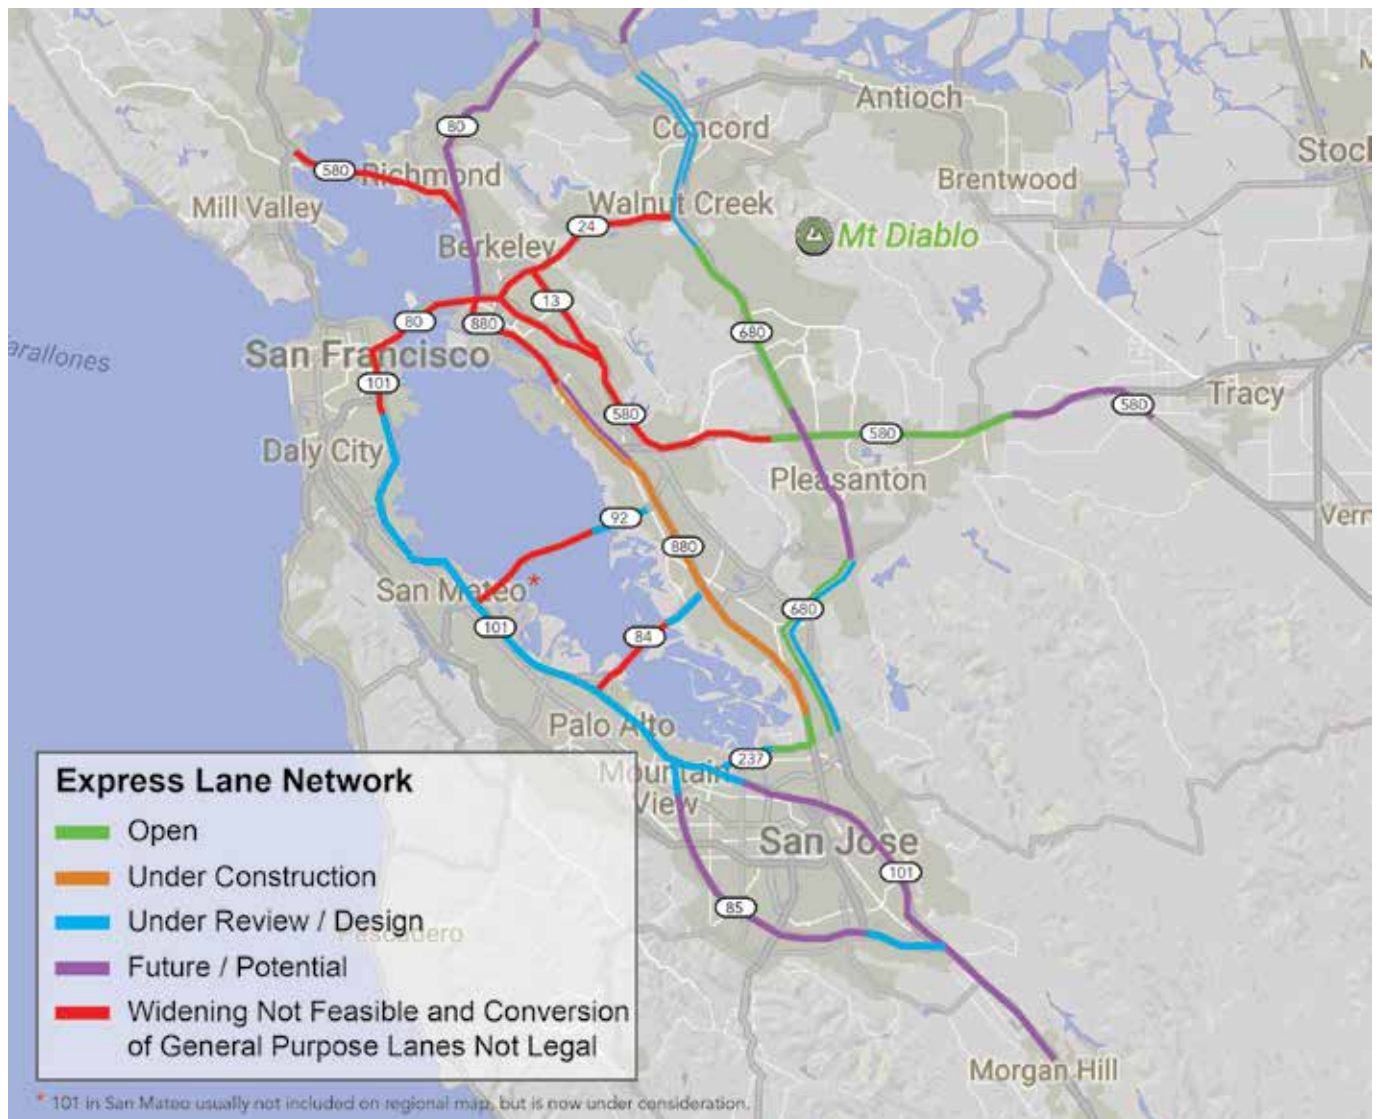 Antioch
Concord
80
Stoc
Brentwood
580
Richmond
Mill Valley
Walnut Creek
24
Berkeley
Mt Diablo
13
80
880
680
San Francisco
arallones
101
Tracy
580
580
580
Daly City
Pleasanton
92
Vern
880
San Mateo*
680
101
84
Palo Alto
237
Mountain
View
San Jose
101
85
Morgan Hill
Express Lane Network
Open
Under Construction
Under Review / Design
Pescadero
Future / Potential
Widening Not Feasible and Conversion
of General Purpose Lanes Not Legal
* 101 in San Mateo usually not included on regional map, but is now under consideration.